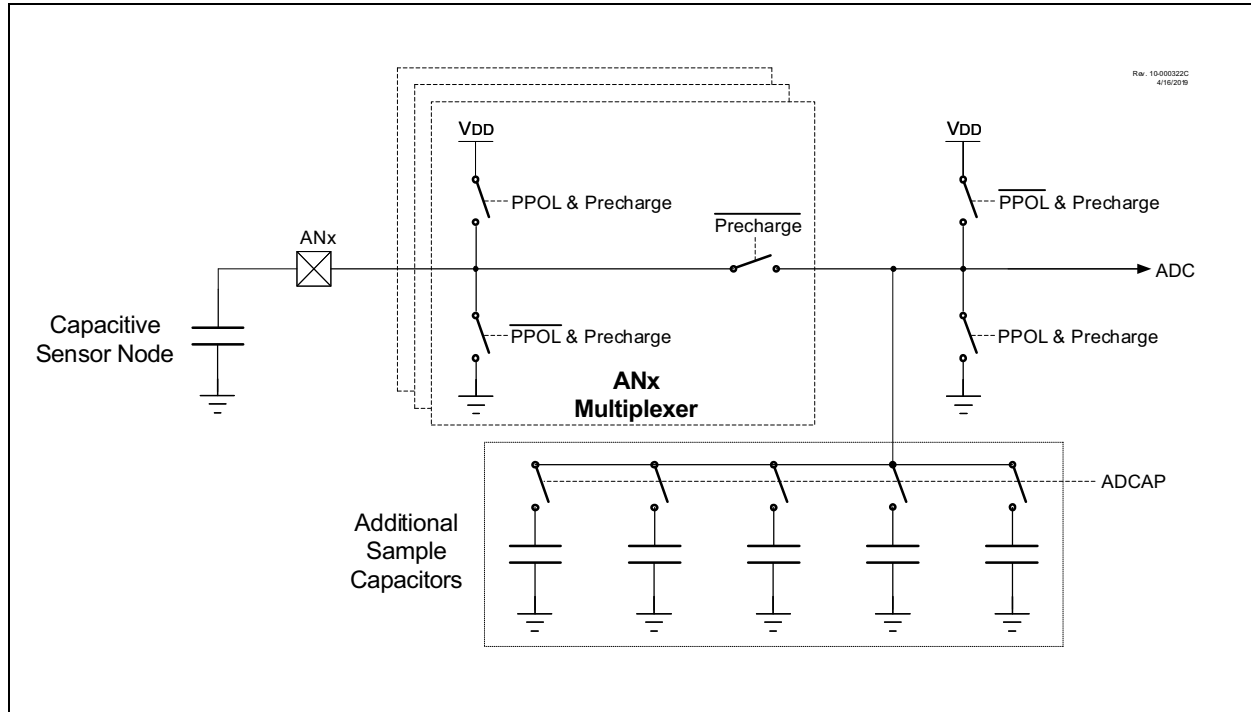 Rev. 10-000322C
4/16/2019
VDD
VDD
PPOL & Precharge
PPOL & Precharge
Precharge
ANx
ADC
Capacitive
Sensor Node
PPOL & Precharge
PPOL & Precharge
ANx
Multiplexer
ADCAP
Additional
Sample
Capacitors